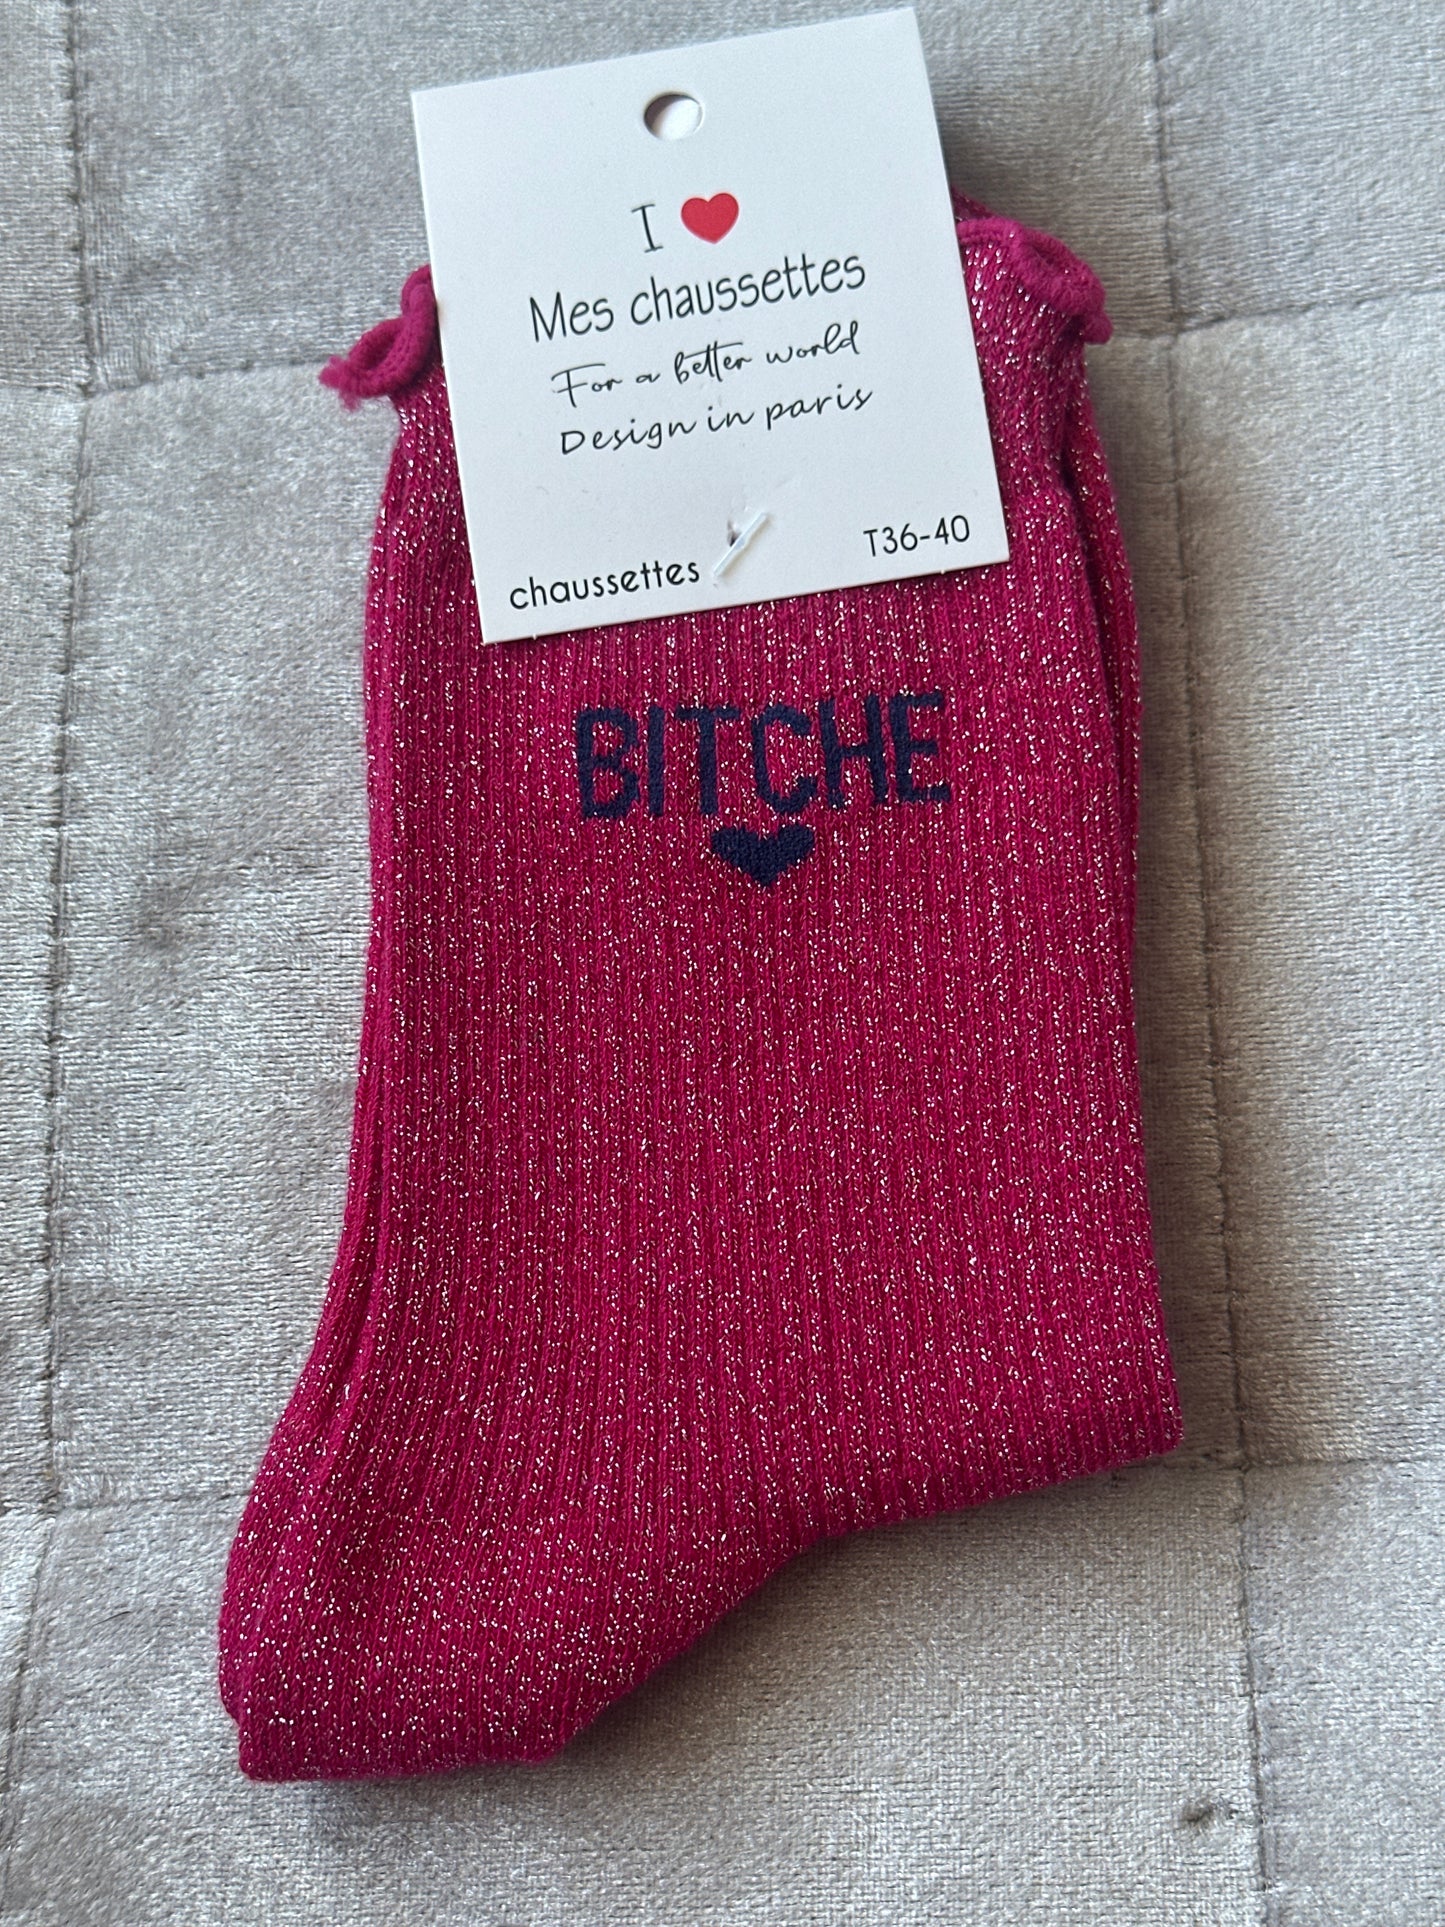 I ❤
Mes chaussettes
For a better world
Design in paris
chaussettes
T36-40
BITCHE